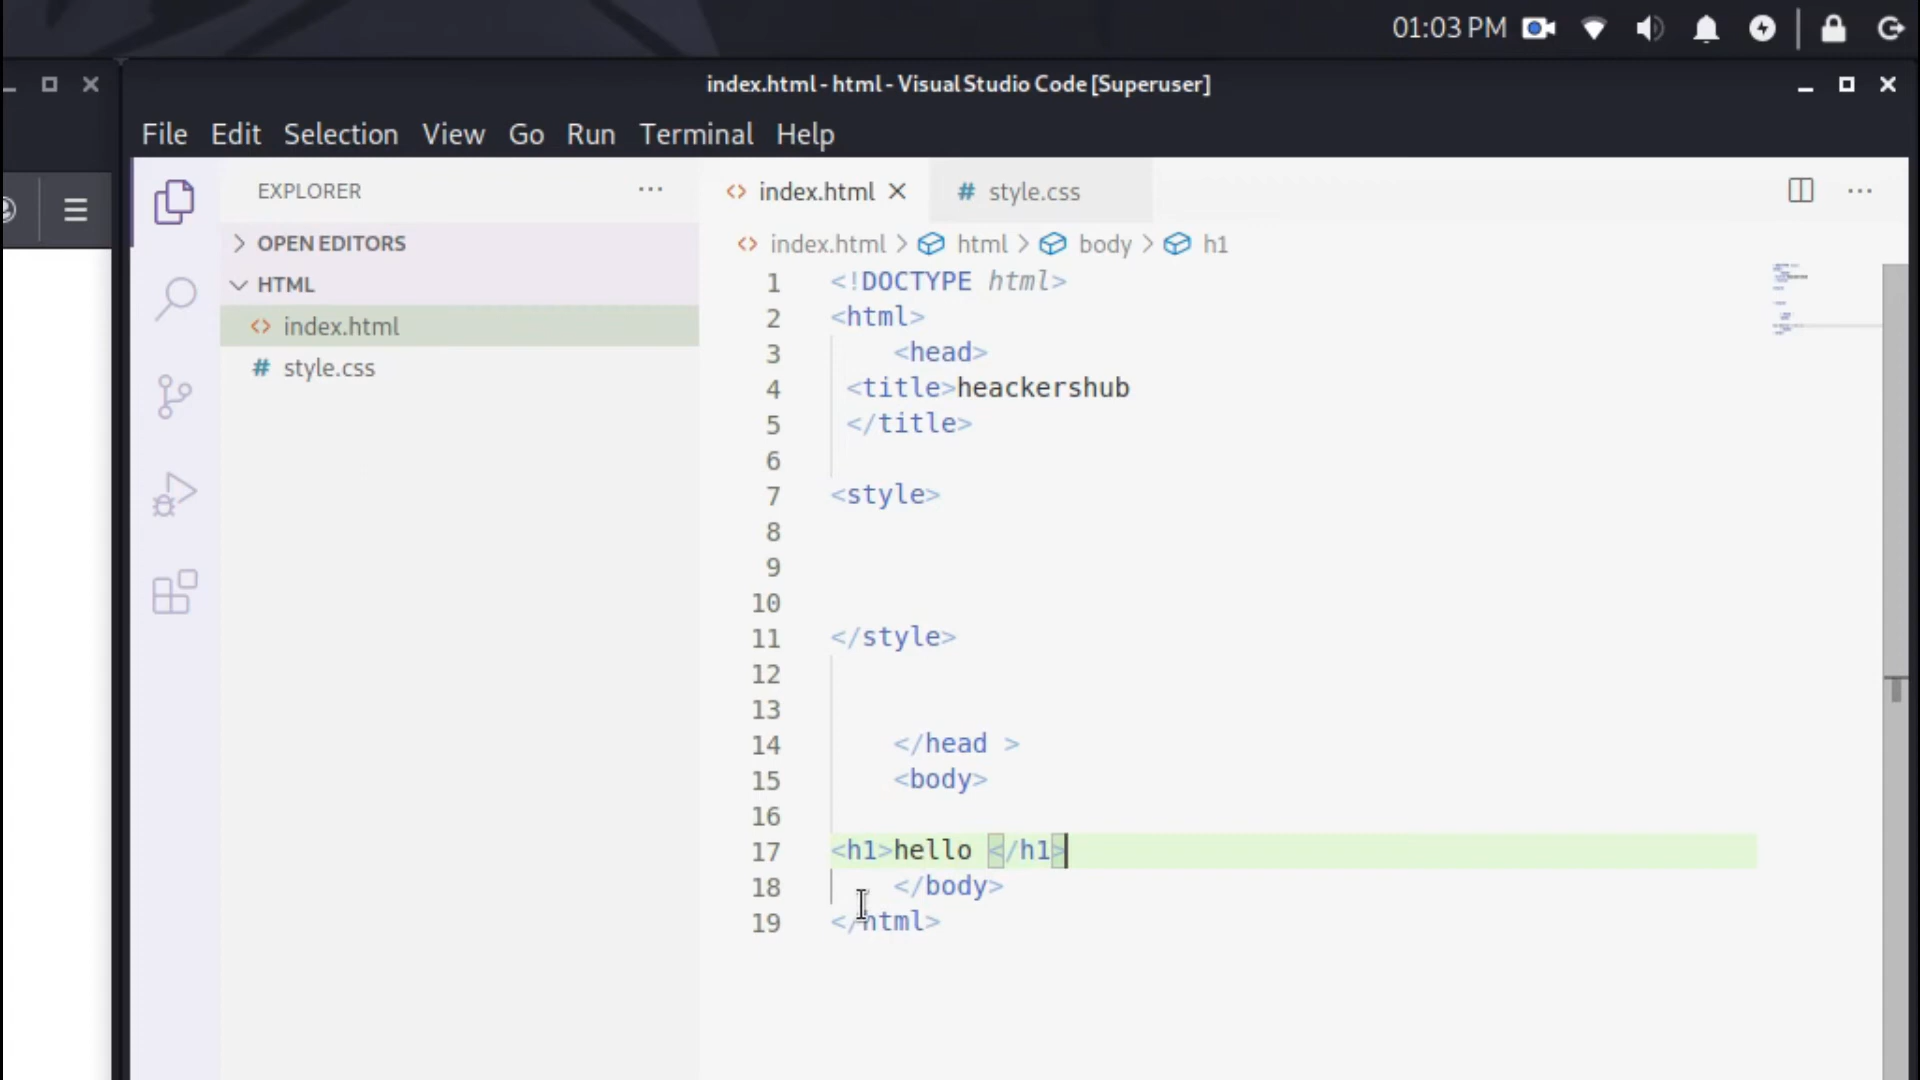 01:03 PM
index.html - html - Visual Studio Code [Superuser]
File Edit Selection View Go Run Terminal Help
EXPLORER
index.html
# style.css
OPEN EDITORS
index.html > html > body > h1
HTML
index.html
# style.css
1 <!DOCTYPE html>
2 <html>
3 <head>
4 <title>heackershub
5 </title>
6
7 <style>
8
9
10
11 </style>
12
13
14 </head >
15 <body>
16
17 <h1>hello </h1>
18 </body>
19 </html>